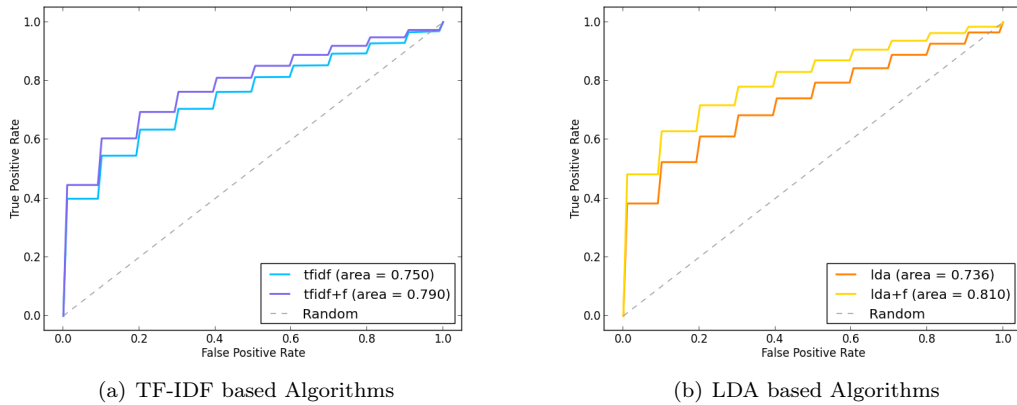 1.0
0.8
0.6
0.4
0.2
0.0
True Positive Rate
0.0 0.2 0.4 0.6 0.8 1.0
False Positive Rate
tfidf (area = 0.750)
tfidf+f (area = 0.790)
Random
(a) TF-IDF based Algorithms
1.0
0.8
0.6
0.4
0.2
0.0
True Positive Rate
0.0 0.2 0.4 0.6 0.8 1.0
False Positive Rate
lda (area = 0.736)
lda+f (area = 0.810)
Random
(b) LDA based Algorithms